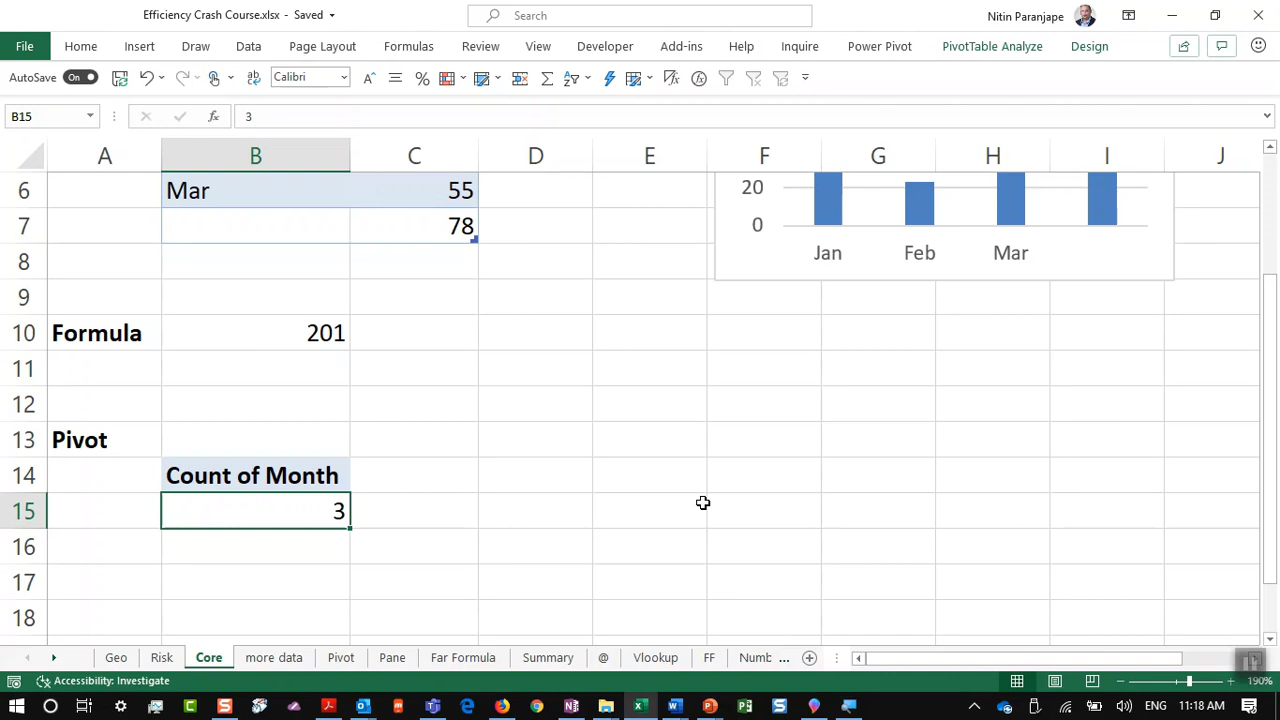 Efficiency Crash Course.xlsx - Saved
Search
Nitin Paranjape
File Home Insert Draw Data Page Layout Formulas Review View Developer Add-ins Help Inquire Power Pivot PivotTable Analyze Design
AutoSave On Calibri
B15 3
A B C D E F G H I J
6 Mar 55
7 78
8
9
10 Formula 201
11
12
13 Pivot
14 Count of Month
15 3
16
17
18
20
0
Jan Feb Mar
Geo Risk Core more data Pivot Pane Far Formula Summary @ Vlookup FF Numb ...
Accessibility: Investigate 190%
ENG 11:18 AM